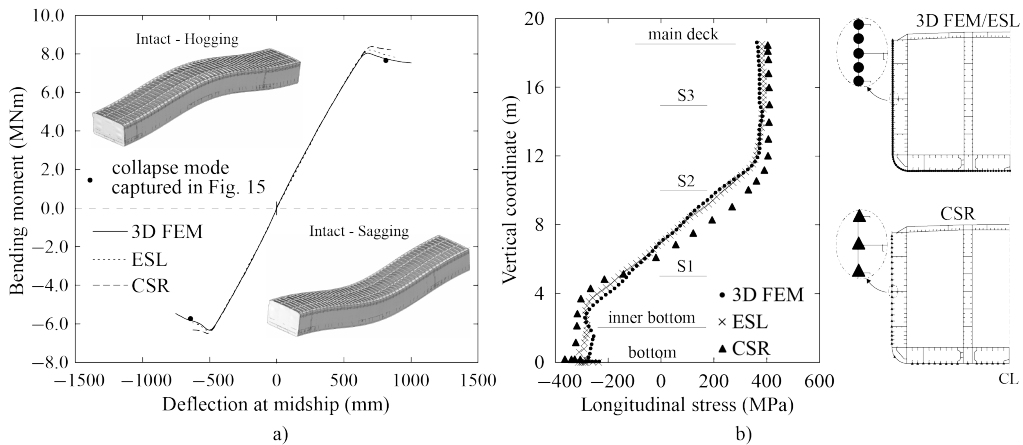 a)
8.0
6.0
4.0
2.0
0.0
−2.0
−4.0
−6.0
−8.0
Bending moment (MNm)
Intact - Hogging
collapse mode
captured in Fig. 15
3D FEM
ESL
CSR
Intact - Sagging
−1500 −1000 −500 0 500 1000 1500
Deflection at midship (mm)
a)
b)
20
16
12
8
4
0
Vertical coordinate (m)
main deck
S3
S2
S1
3D FEM
inner bottom
ESL
bottom
CSR
−400 −200 0 200 400 600
Longitudinal stress (MPa)
b)
3D FEM/ESL
CSR
CL